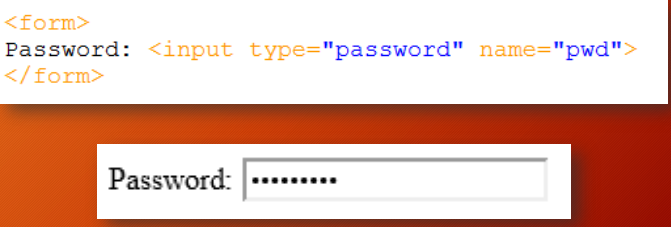 <form>
Password: <input type="password" name="pwd">
</form>
Password: •••••••••